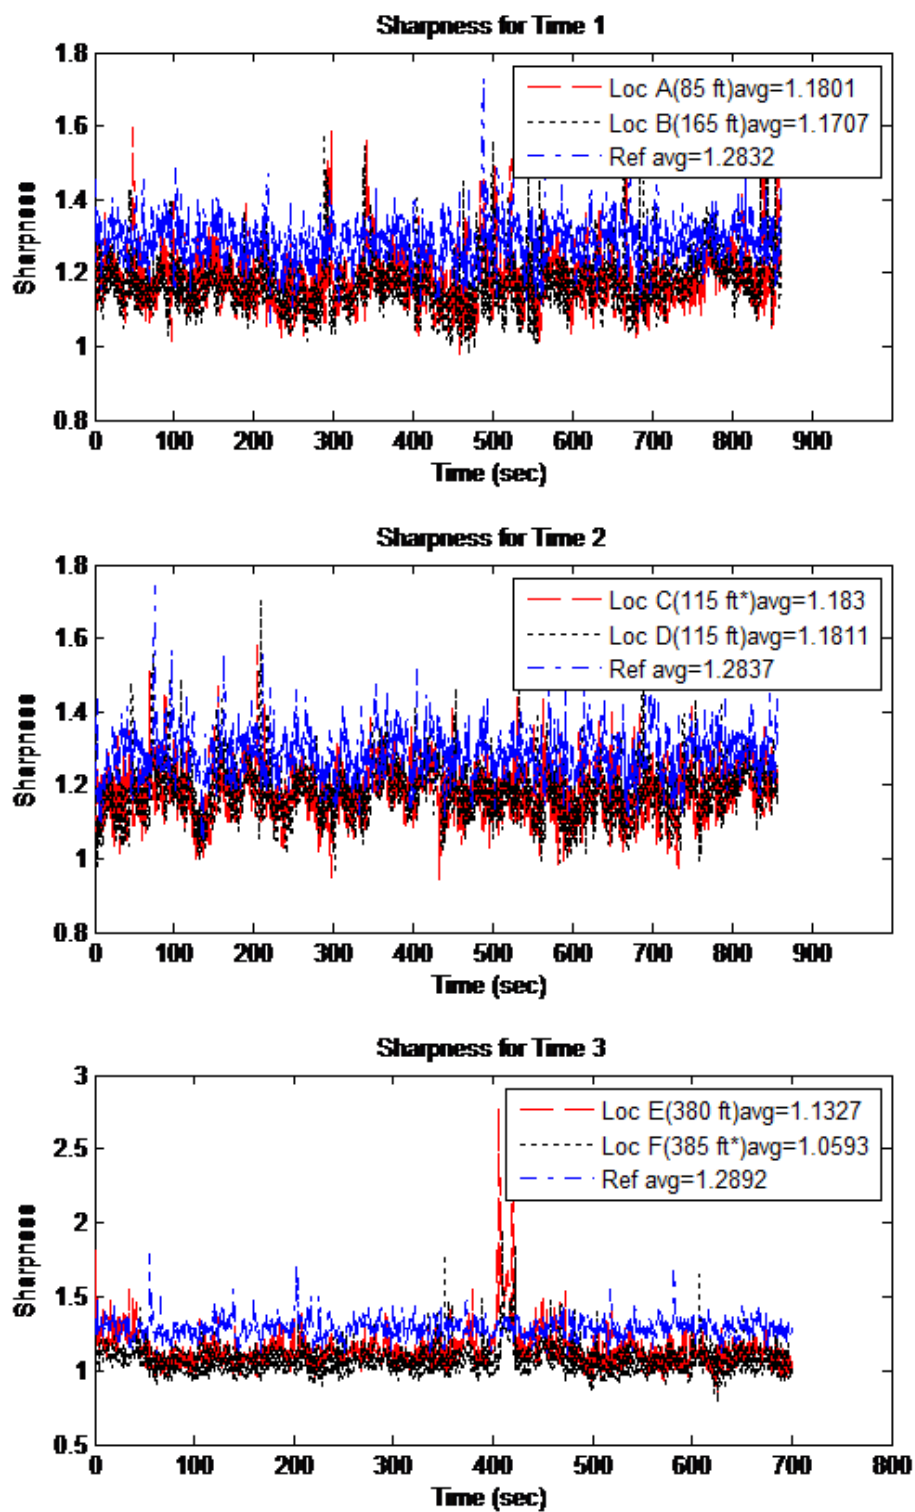 Sharpness for Time 1
1.8
1.6
1.4
1.2
1
0.8
Sharpness
Loc A(85 ft)avg=1.1801
Loc B(165 ft)avg=1.1707
Ref avg=1.2832
0 100 200 300 400 500 600 700 800 900
Time (sec)
Sharpness for Time 2
1.8
1.6
1.4
1.2
1
0.8
Sharpness
Loc C(115 ft*)avg=1.183
Loc D(115 ft)avg=1.1811
Ref avg=1.2837
0 100 200 300 400 500 600 700 800 900
Time (sec)
Sharpness for Time 3
3
2.5
2
1.5
1
0.5
Sharpness
Loc E(380 ft)avg=1.1327
Loc F(385 ft*)avg=1.0593
Ref avg=1.2892
0 100 200 300 400 500 600 700 800
Time (sec)